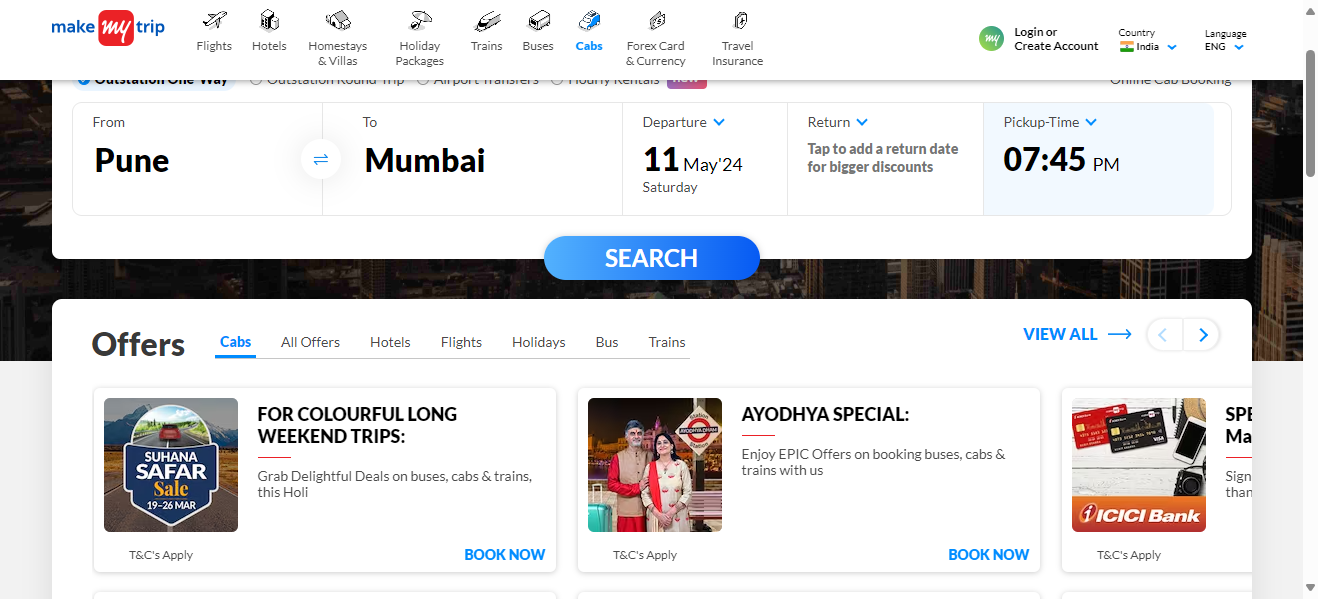 make my trip
Flights
Hotels
Homestays
& Villas
Holiday
Packages
Trains
Buses
Cabs
Forex Card
& Currency
Travel
Insurance
my
Login or
Create Account
Country
India
Language
ENG
Outstation One-Way
Outstation Round Trip
Airport Transfers
Hourly Rentals
Online Cab Booking
From
Pune
To
Mumbai
Departure
11 May'24
Saturday
Return
Tap to add a return date
for bigger discounts
Pickup-Time
07:45 PM
SEARCH
Offers
Cabs
All Offers
Hotels
Flights
Holidays
Bus
Trains
VIEW ALL
SUHANA
SAFAR
Sale
19-26 MAR
FOR COLOURFUL LONG
WEEKEND TRIPS:
Grab Delightful Deals on buses, cabs & trains,
this Holi
T&C's Apply
BOOK NOW
Station
AYODHYA DHAM
Station
AYODHYA SPECIAL:
Enjoy EPIC Offers on booking buses, cabs &
trains with us
T&C's Apply
BOOK NOW
VISA
ICICI Bank
SPE
Ma
Sign
than
T&C's Apply